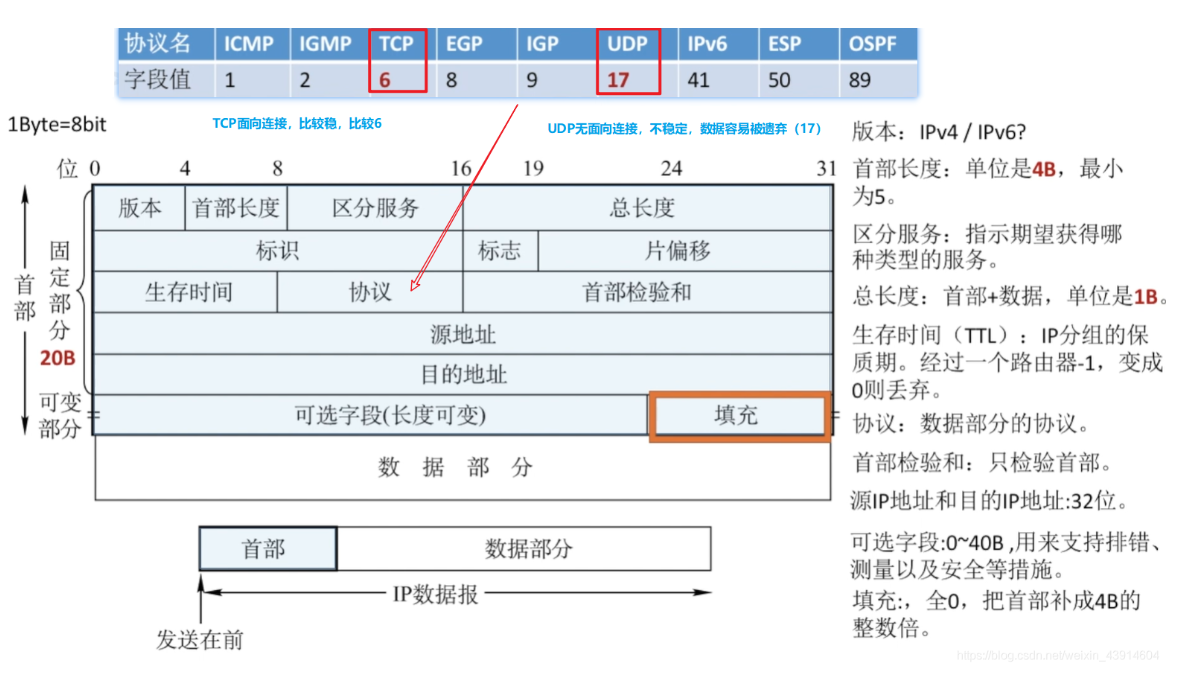 协议名 ICMP IGMP TCP EGP IGP UDP IPv6 ESP OSPF
字段值 1 2 6 8 9 17 41 50 89
1Byte=8bit
TCP面向连接，比较稳，比较6
UDP无面向连接，不稳定，数据容易被遗弃（17）
位 0 4 8 16 19 24 31
版本 首部长度 区分服务 总长度
标识 标志 片偏移
生存时间 协议 首部检验和
源地址
目的地址
可选字段(长度可变) 填充
数据部分
首部
固定部分
20B
可变
部分
首部 数据部分
IP数据报
发送在前
版本：IPv4 / IPv6?
首部长度：单位是4B，最小
为5。
区分服务：指示期望获得哪
种类型的服务。
总长度：首部+数据，单位是1B。
生存时间（TTL）：IP分组的保
质期。经过一个路由器-1，变成
0则丢弃。
协议：数据部分的协议。
首部检验和：只检验首部。
源IP地址和目的IP地址:32位。
可选字段:0~40B ,用来支持排错、
测量以及安全等措施。
填充:，全0，把首部补成4B的
整数倍。
https://blog.csdn.net/weixin_43914604